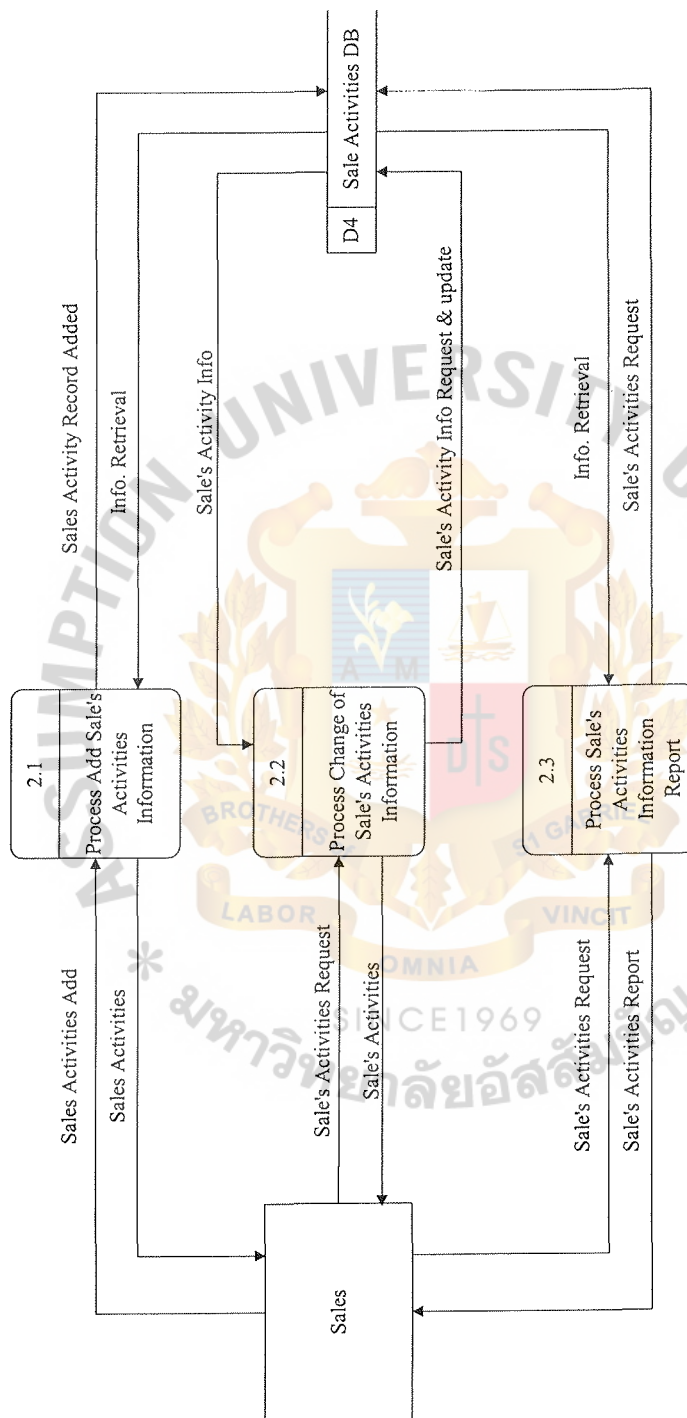 Sales
Sales Activities Add
Sales Activities
Sale's Activities Request
Sale's Activities
Sale's Activities Request
Sale's Activities Report
2.1
Process Add Sale's
Activities
Information
2.2
Process Change of
Sale's Activities
Information
2.3
Process Sale's
Activities
Information
Report
Sales Activity Record Added
Info. Retrieval
Sale's Activity Info
Sale's Activity Info Request & update
Info. Retrieval
Sale's Activities Request
D4
Sale Activities DB
ASSUMPTION UNIVERSITY
A M
D S
BROTHERS
ST GABRIEL
LABOR
OMNIA
VINCIT
SINCE1969